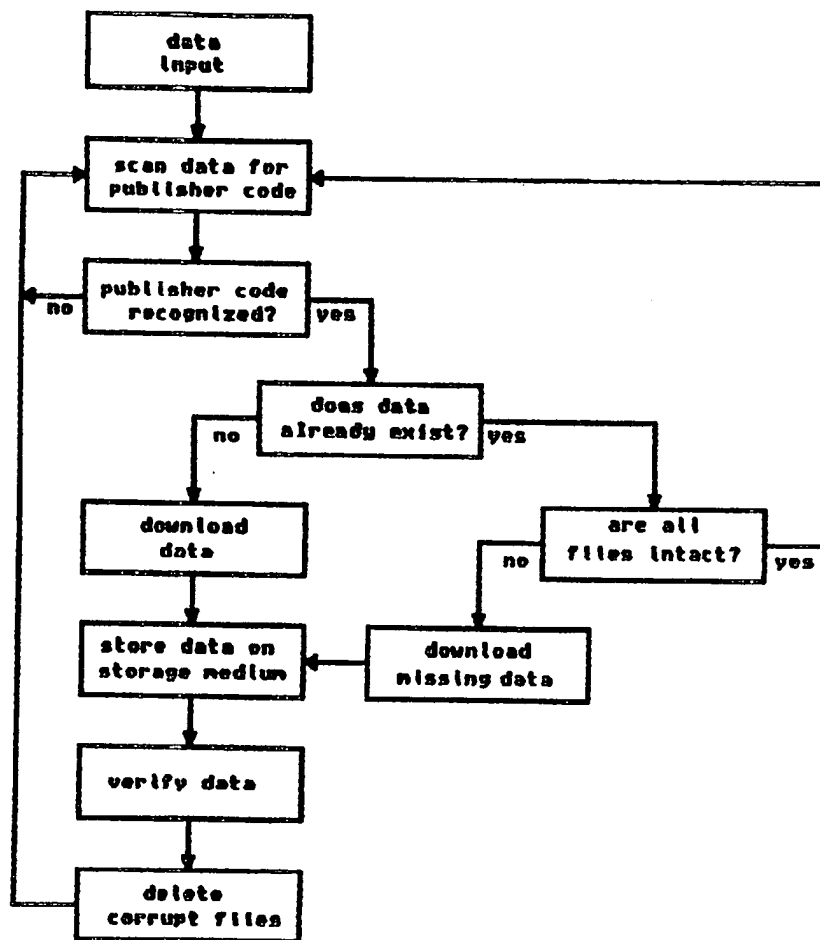 data
input
scan data for
publisher code
publisher code
recognized?
no
yes
does data
already exist?
no
yes
download
data
are all
files intact?
no
yes
store data on
storage medium
download
missing data
verify data
delete
corrupt files